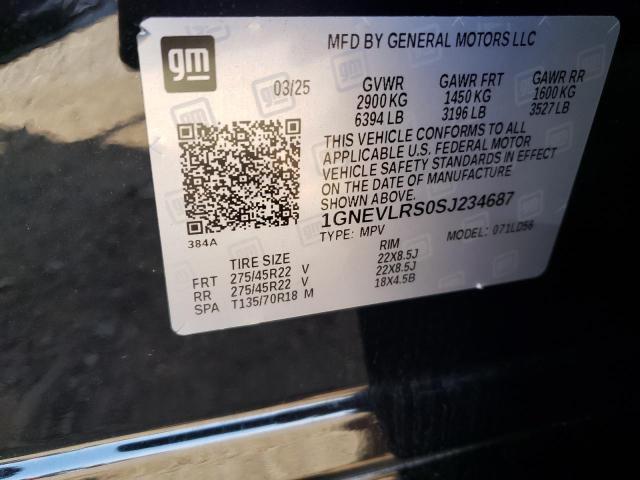 gm
MFD BY GENERAL MOTORS LLC
03/25
GVWR GAWR FRT GAWR RR
2900 KG 1450 KG 1600 KG
6394 LB 3196 LB 3527 LB
THIS VEHICLE CONFORMS TO ALL
APPLICABLE U.S. FEDERAL MOTOR
VEHICLE SAFETY STANDARDS IN EFFECT
ON THE DATE OF MANUFACTURE
SHOWN ABOVE.
1GNEVLRS0SJ234687
384A
TYPE: MPV MODEL: 071LD56
TIRE SIZE RIM
FRT 275/45R22 V 22X8.5J
RR 275/45R22 V 22X8.5J
SPA T135/70R18 M 18X4.5B